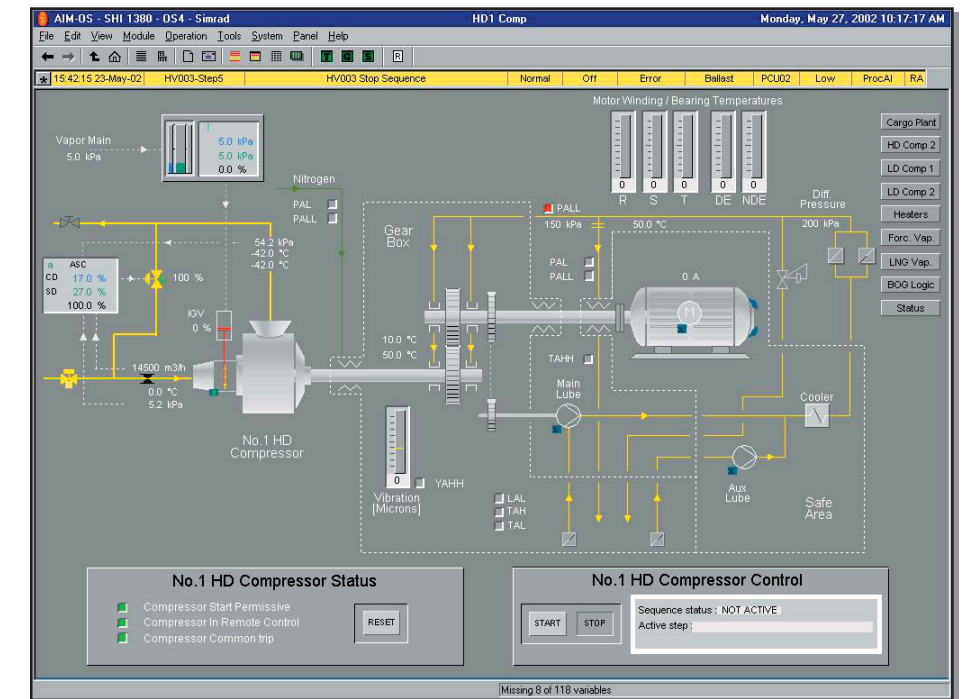 AIM-OS - SHI 1380 - OS4 - Simrad HD1 Comp Monday, May 27, 2002 10:17:17 AM
File Edit View Module Operation Tools System Panel Help
T G S R
* 15:42:15 23-May-02 HV003-Step5 HV003 Stop Sequence Normal Off Error Ballast PCU02 Low ProcAl RA
Motor Winding / Bearing Temperatures
Vapor Main
5.0 kPa
5.0 kPa
5.0 kPa
0.0 %
Nitrogen
PAL
PALL
Gear
Box
0 0 0 0 0
R S T DE NDE
PALL
150 kPa
50.0 °C
Diff.
Pressure
200 kPa
Cargo Plant
HD Comp 2
LD Comp 1
LD Comp 2
Heaters
Forc. Vap.
LNG Vap.
BOG Logic
Status
54.2 kPa
-42.0 °C
-42.0 °C
a ASC
CD 17.0 %
SD 27.0 %
100.0 %
100 %
IGV
0 %
PAL
PALL
0 A
M
10.0 °C
50.0 °C
TAHH
14500 m3/h
0.0 °C
5.2 kPa
Main
Lube
Cooler
No.1 HD
Compressor
0
YAHH
Vibration
[Microns]
LAL
TAH
TAL
Aux
Lube
Safe
Area
No.1 HD Compressor Status
Compressor Start Permissive
Compressor In Remote Control
Compressor Common trip
RESET
No.1 HD Compressor Control
START STOP
Sequence status : NOT ACTIVE
Active step :
Missing 8 of 118 variables